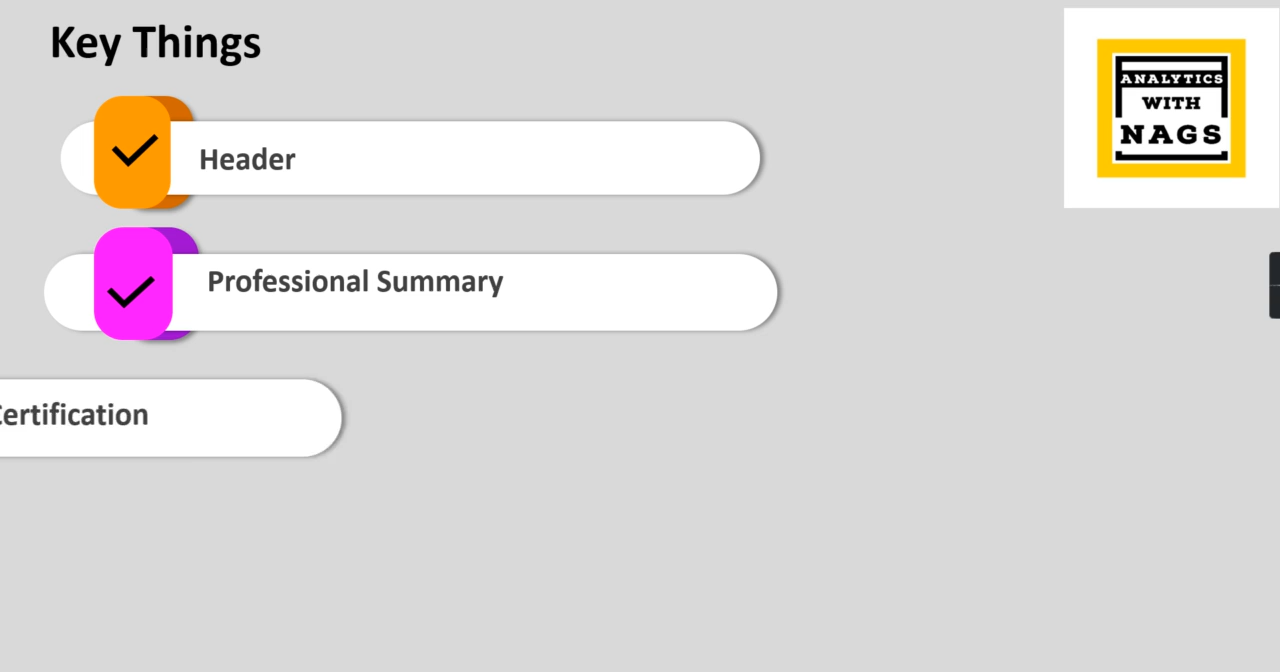 Key Things
ANALYTICS
WITH
NAGS
Header
Professional Summary
ertification